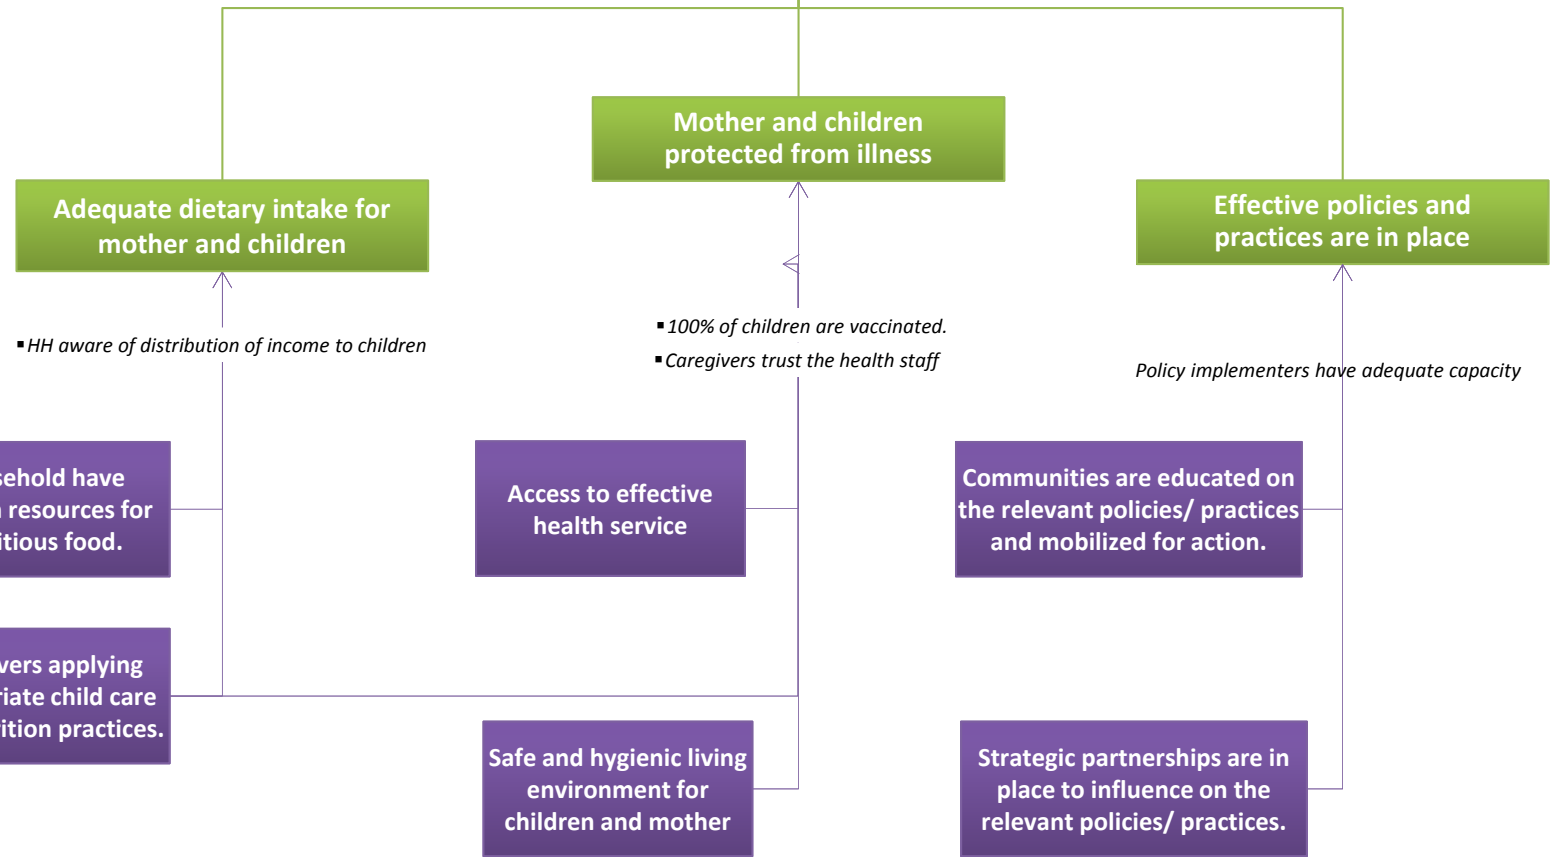 Mother and children
protected from illness
Adequate dietary intake for
mother and children
Effective policies and
practices are in place
▪HH aware of distribution of income to children
▪100% of children are vaccinated.
▪Caregivers trust the health staff
Policy implementers have adequate capacity
sehold have
resources for
itious food.
Access to effective
health service
Communities are educated on
the relevant policies/ practices
and mobilized for action.
vers applying
riate child care
rition practices.
Safe and hygienic living
environment for
children and mother
Strategic partnerships are in
place to influence on the
relevant policies/ practices.